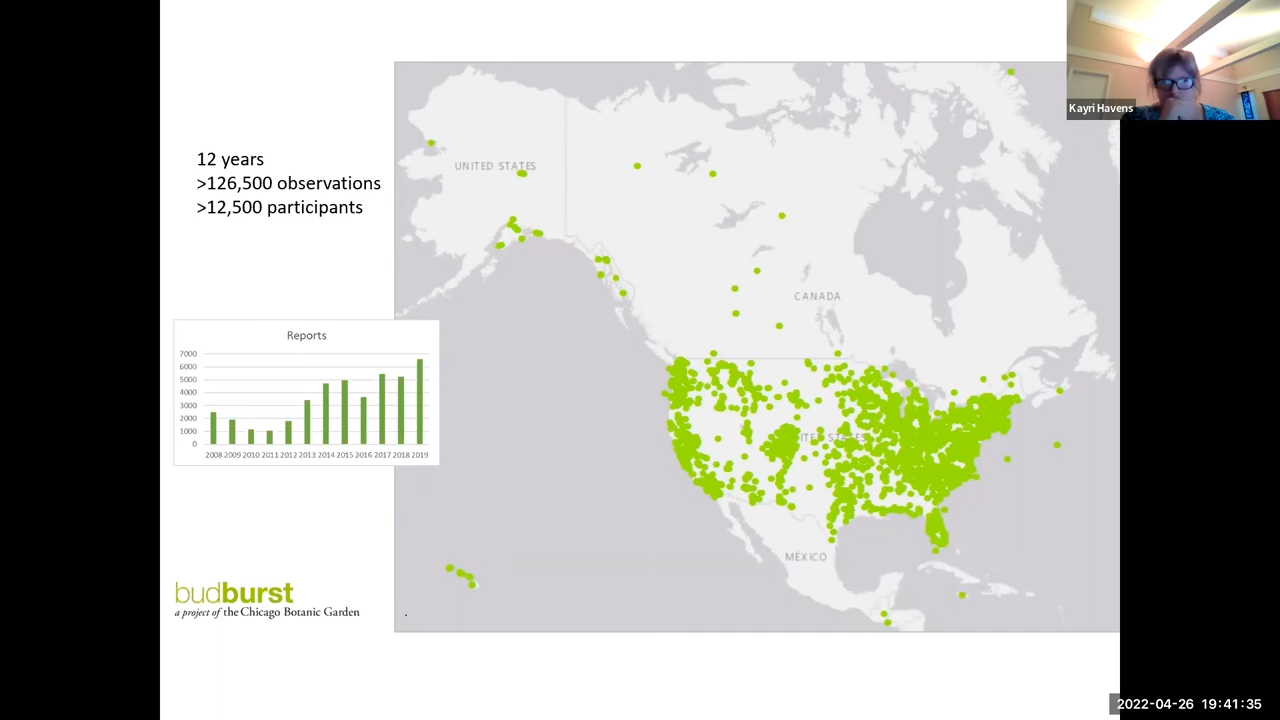 Kayri Havens
12 years
>126,500 observations
>12,500 participants
UNITED STATES
CANADA
UNITED STATES
MÉXICO
Reports
7000
6000
5000
4000
3000
2000
1000
0
2008 2009 2010 2011 2012 2013 2014 2015 2016 2017 2018 2019
budburst
a project of the Chicago Botanic Garden
2022-04-26 19:41:35